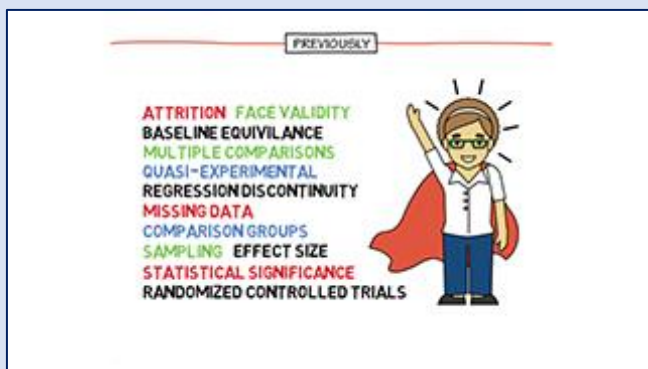 PREVIOUSLY
ATTRITION FACE VALIDITY
BASELINE EQUIVILANCE
MULTIPLE COMPARISONS
QUASI-EXPERIMENTAL
REGRESSION DISCONTINUITY
MISSING DATA
COMPARISON GROUPS
SAMPLING EFFECT SIZE
STATISTICAL SIGNIFICANCE
RANDOMIZED CONTROLLED TRIALS